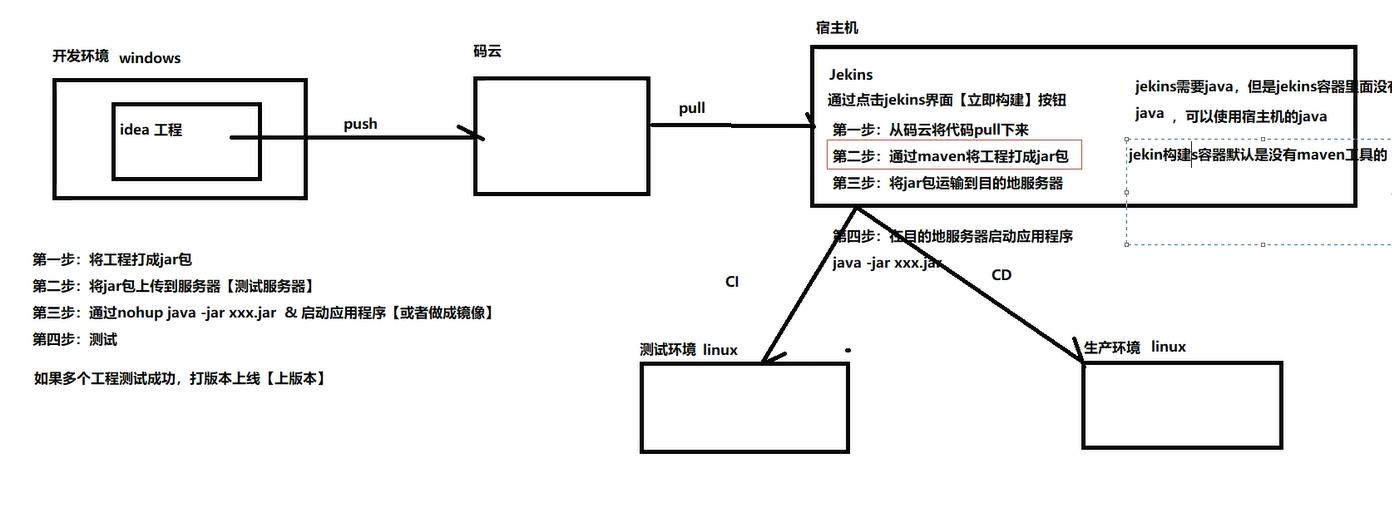 开发环境 windows
idea 工程
push
码云
pull
宿主机
Jekins
通过点击jekins界面【立即构建】按钮
第一步：从码云将代码pull下来
第二步：通过maven将工程打成jar包
第三步：将jar包运输到目的地服务器
第四步：在目的地服务器启动应用程序
java -jar xxx.jar
jekins需要java，但是jekins容器里面没有
java ，可以使用宿主机的java
jekin构建s容器默认是没有maven工具的
第一步：将工程打成jar包
第二步：将jar包上传到服务器【测试服务器】
第三步：通过nohup java -jar xxx.jar & 启动应用程序【或者做成镜像】
第四步：测试
如果多个工程测试成功，打版本上线【上版本】
CI
CD
测试环境 linux
生产环境 linux